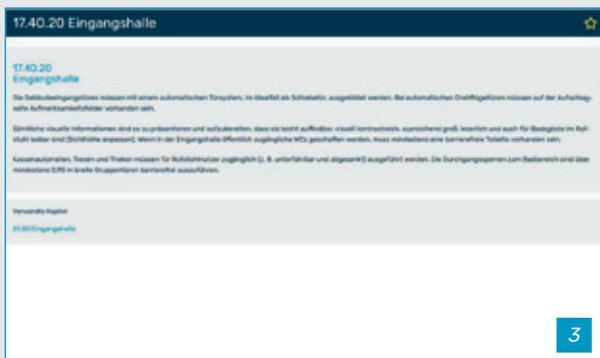 17.40.20 Eingangshalle
17.40.20
Eingangshalle
Die Gebäudeeingangstüren müssen mit einem automatischen Türsystem, im Idealfall als Schiebetür, ausgebildet werden. Bei automatischen Drehflügeltüren müssen auf der Aufschlag-
seite Aufmerksamkeitsfelder vorhanden sein.
Sämtliche visuelle Informationen sind so zu präsentieren und aufzubereiten, dass sie leicht auffindbar, visuell kontrastreich, ausreichend groß, leserlich und auch für Badegäste im Roll-
stuhl lesbar sind (Sichthöhe anpassen). Wenn in der Eingangshalle öffentlich zugängliche WCs geschaffen werden, muss mindestens eine barrierefreie Toilette vorhanden sein.
Kassenautomaten, Tresen und Theken müssen für Rollstuhlnutzer zugänglich (z. B. unterfahrbar und abgesenkt) ausgeführt werden. Die Durchgangssperren zum Badebereich sind über
mindestens 0,90 m breite Gruppentüren barrierefrei auszuführen.
Verwandte Kapitel
Eingangshalle
3